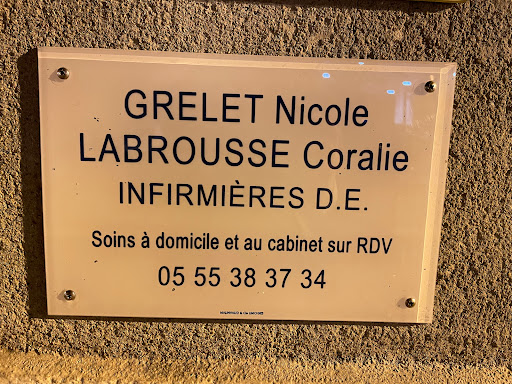 GRELET Nicole
LABROUSSE Coralie
INFIRMIÈRES D.E.
Soins à domicile et au cabinet sur RDV
05 55 38 37 34